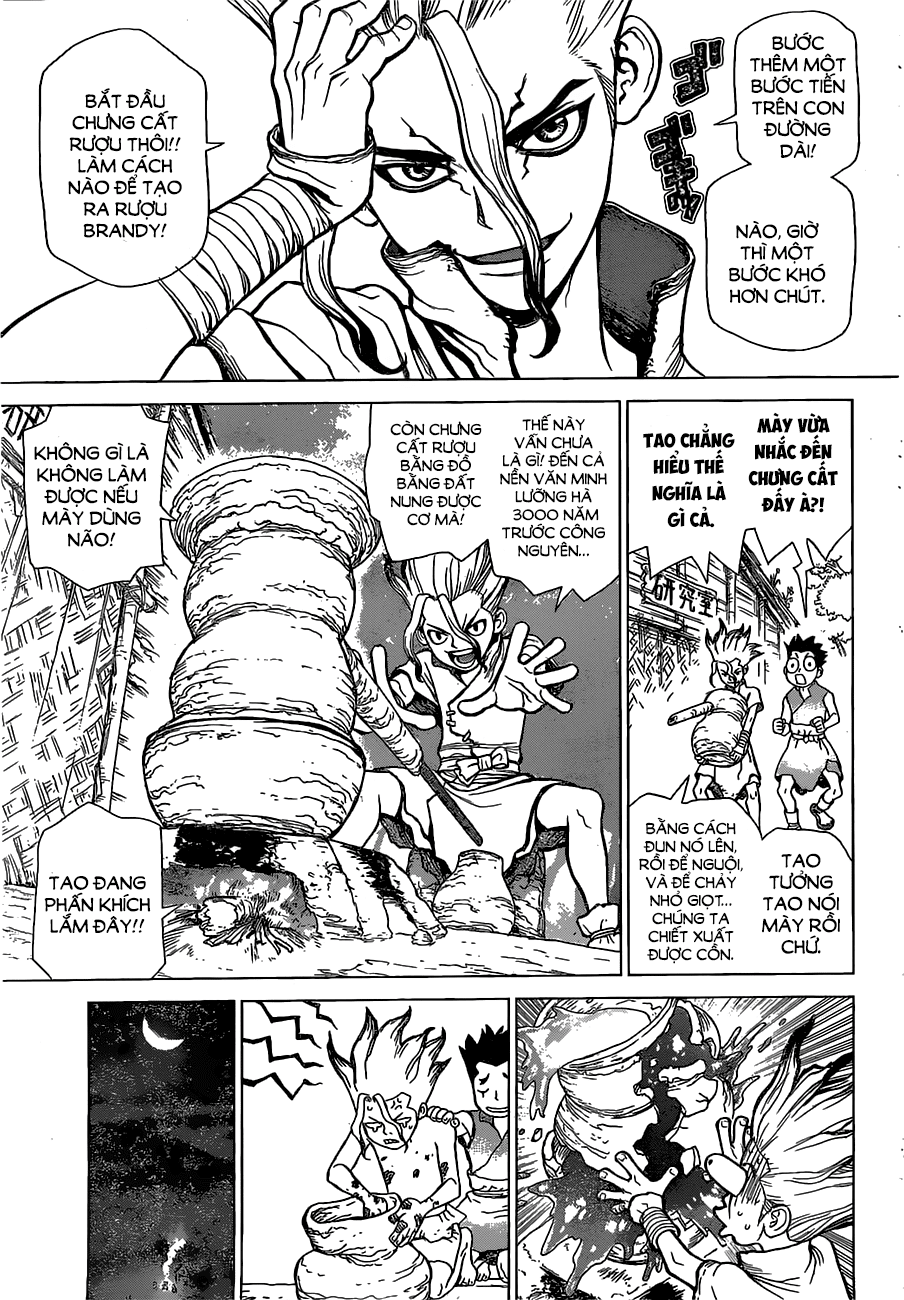 BƯỚC
THÊM MỘT
BƯỚC TIẾN
TRÊN CON
ĐƯỜNG
DÀI!
NÀO, GIỜ
THÌ MỘT
BƯỚC KHÓ
HƠN CHÚT.
BẮT ĐẦU
CHƯNG CẤT
RƯỢU THÔI!!
LÀM CÁCH
NÀO ĐỂ TẠO
RA RƯỢU
BRANDY!
ゴゴ
ゴゴゴ
MÀY VỪA
NHẮC ĐẾN
CHƯNG CẤT
ĐẤY À?!
TAO CHẲNG
HIỂU THẾ
NGHĨA LÀ
GÌ CẢ.
研究室
TAO
TƯỞNG
TAO NÓI
MÀY RỒI
CHỨ.
BẰNG CÁCH
ĐUN NÓ LÊN,
RỒI ĐỂ NGUỘI,
VÀ ĐỂ CHẢY
NHỎ GIỌT...
CHÚNG TA
CHIẾT XUẤT
ĐƯỢC CỒN.
THẾ NÀY
VẪN CHƯA
LÀ GÌ! ĐẾN CẢ
NỀN VĂN MINH
LƯỠNG HÀ
3000 NĂM
TRƯỚC CÔNG
NGUYÊN...
CÒN CHƯNG
CẤT RƯỢU
BẰNG ĐỒ
BẰNG ĐẤT
NUNG ĐƯỢC
CƠ MÀ!
KHÔNG GÌ LÀ
KHÔNG LÀM
ĐƯỢC NẾU
MÀY DÙNG
NÃO!
TAO ĐANG
PHẤN KHÍCH
LẮM ĐÂY!!